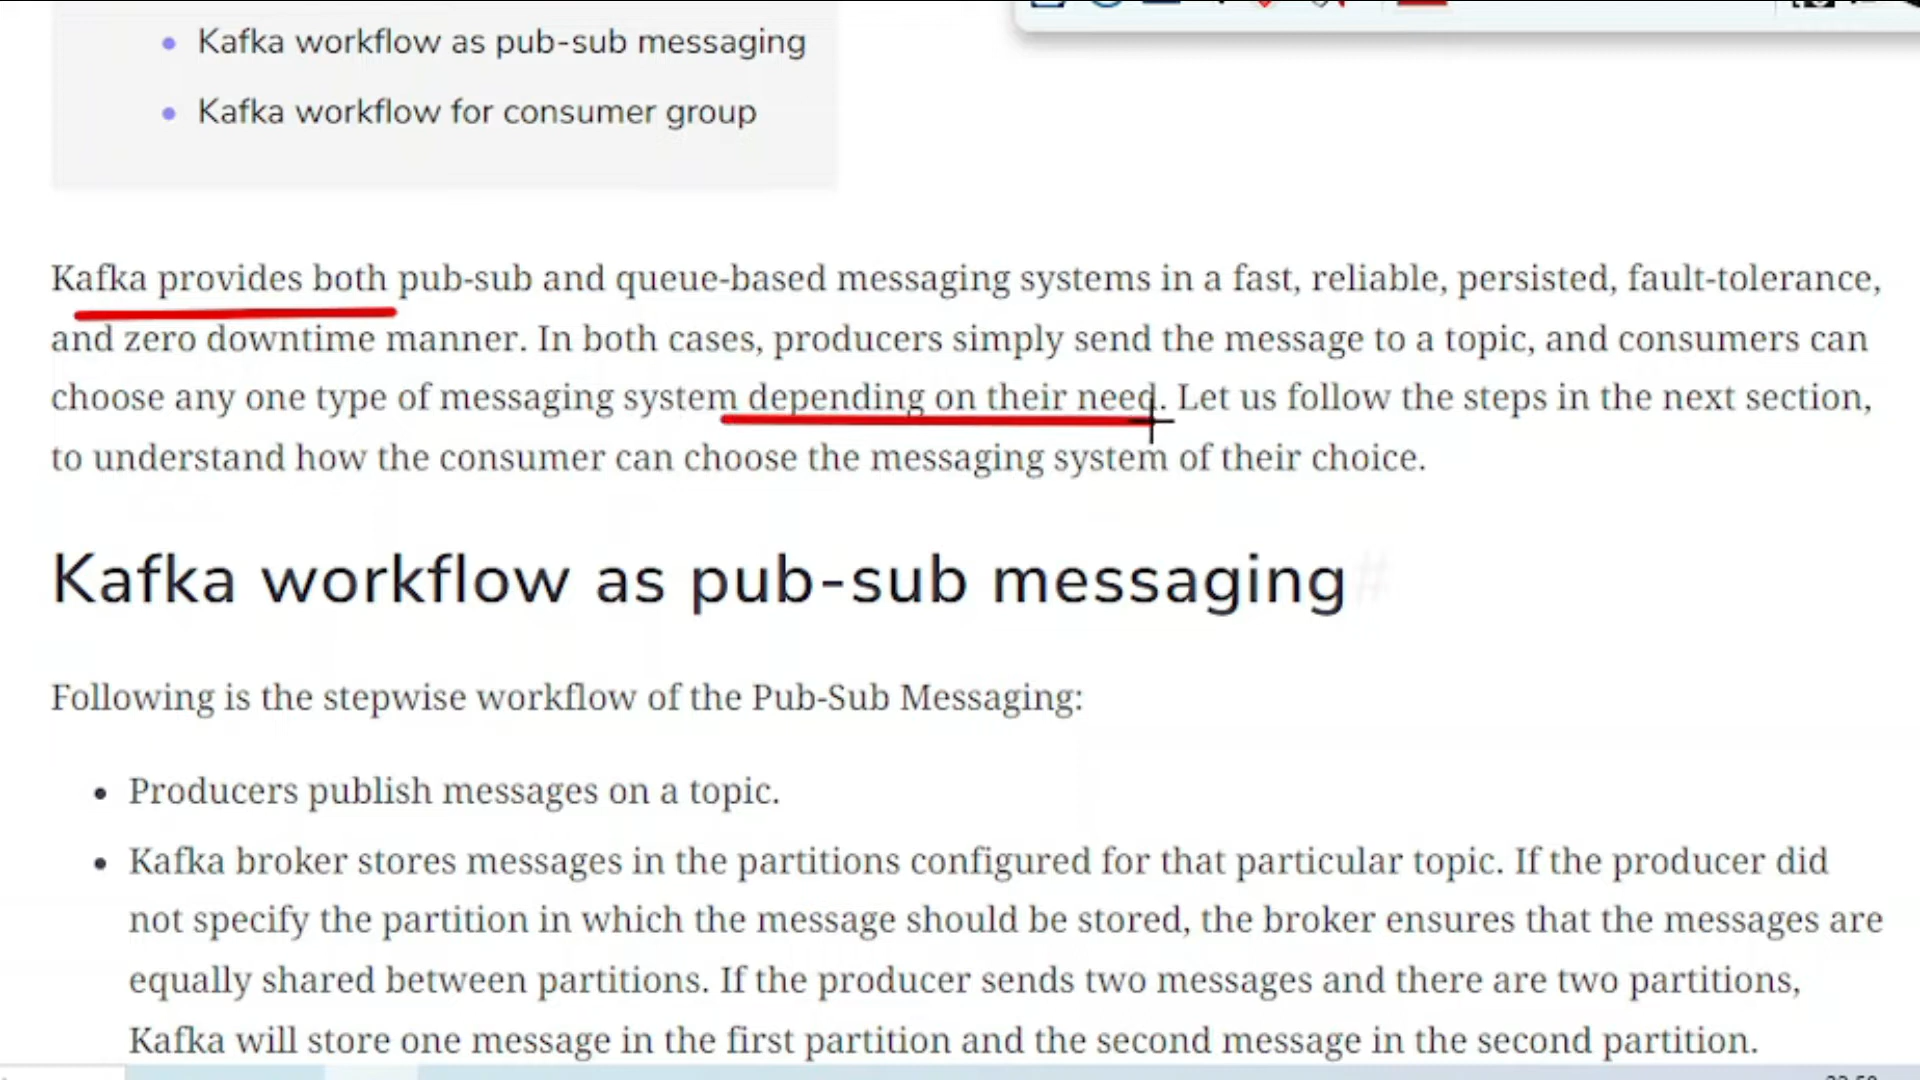 Kafka workflow as pub-sub messaging
Kafka workflow for consumer group
Kafka provides both pub-sub and queue-based messaging systems in a fast, reliable, persisted, fault-tolerance,
and zero downtime manner. In both cases, producers simply send the message to a topic, and consumers can
choose any one type of messaging system depending on their need. Let us follow the steps in the next section,
to understand how the consumer can choose the messaging system of their choice.
Kafka workflow as pub-sub messaging#
Following is the stepwise workflow of the Pub-Sub Messaging:
Producers publish messages on a topic.
Kafka broker stores messages in the partitions configured for that particular topic. If the producer did
not specify the partition in which the message should be stored, the broker ensures that the messages are
equally shared between partitions. If the producer sends two messages and there are two partitions,
Kafka will store one message in the first partition and the second message in the second partition.